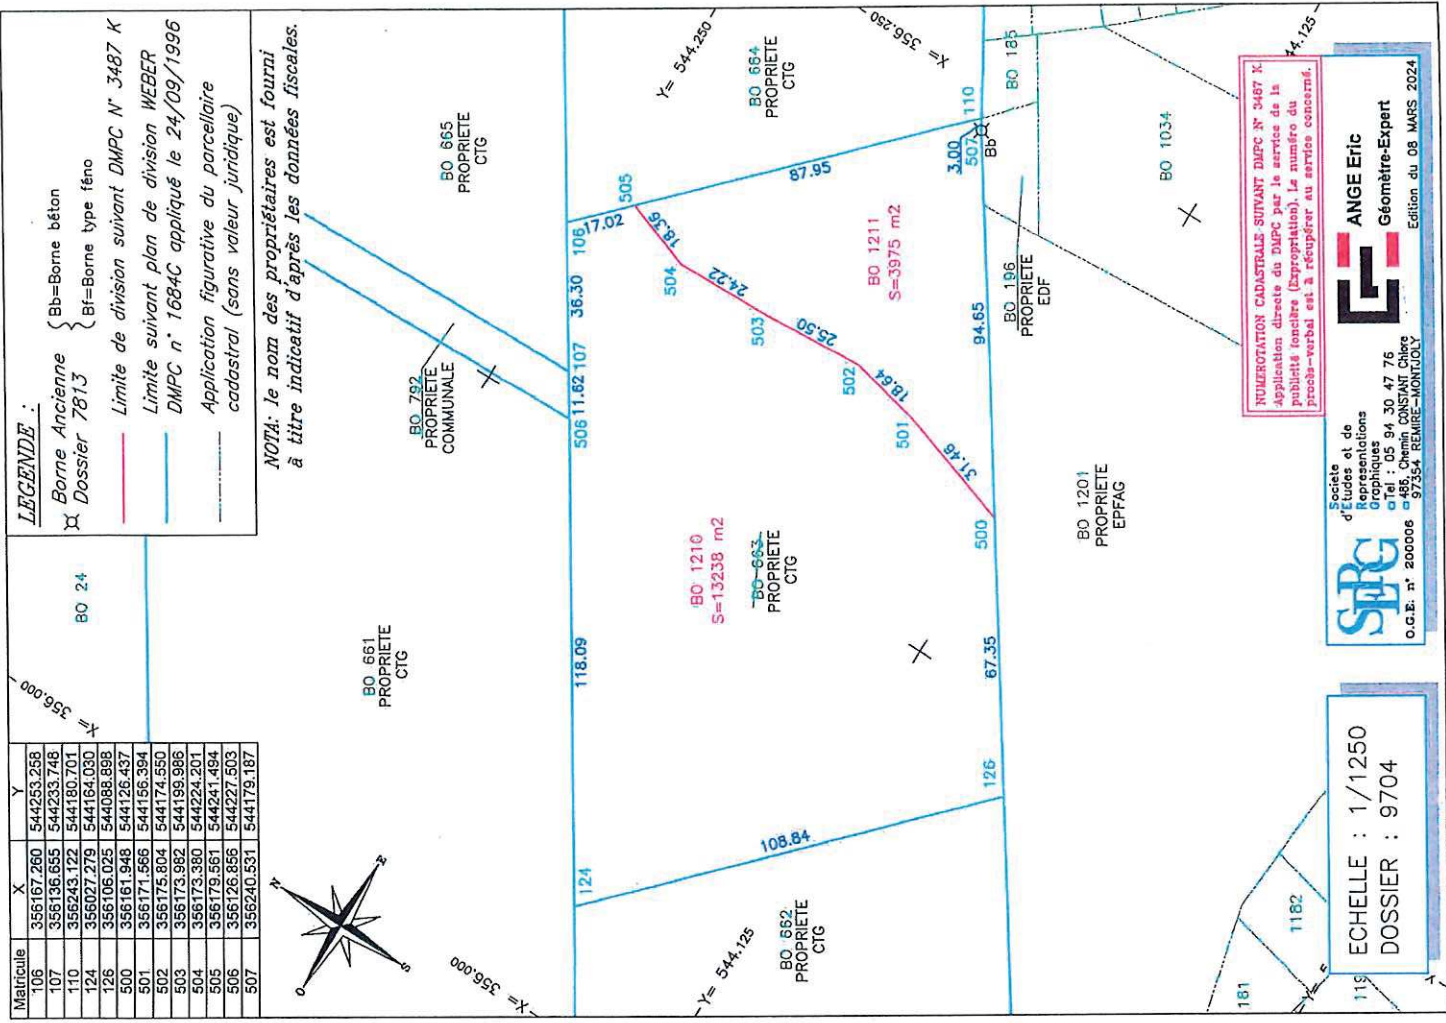 Matricule X Y
106 356167.260 544253.258
107 356136.655 544233.748
110 356243.122 544180.701
124 356027.279 544164.030
126 356106.025 544088.898
500 356161.948 544126.437
501 356171.566 544156.394
502 356175.804 544174.550
503 356173.982 544199.986
504 356173.380 544224.201
505 356179.561 544241.494
506 356126.856 544227.503
507 356240.531 544179.187
LEGENDE :
Borne Ancienne
Dossier 7813
Bb=Borne béton
Bf=Borne type féno
Limite de division suivant DMPC N° 3487 K
Limite suivant plan de division WEBER
DMPC n° 1684C appliqué le 24/09/1996
Application figurative du parcellaire
cadastral (sans valeur juridique)
NOTA: le nom des propriétaires est fourni
à titre indicatif d'après les données fiscales.
BO 24
X= 356.000
N
E
S
O
X= 356.000
BO 661
PROPRIETE
CTG
BO 792
PROPRIETE
COMMUNALE
BO 665
PROPRIETE
CTG
Y= 544.250
X= 356.250
BO 684
PROPRIETE
CTG
124
118.09
506
11.62
107
36.30
106
17.02
505
18.36
504
24.22
503
25.50
502
18.64
501
31.46
500
87.95
110
3.00
507
Bb
BO 1210
S=13238 m2
BO 663
PROPRIETE
CTG
BO 1211
S=3975 m2
108.84
126
67.35
94.65
Y= 544.125
BO 662
PROPRIETE
CTG
BO 196
PROPRIETE
EDF
BO 185
BO 1034
BO 1201
PROPRIETE
EPFAG
44.125
181
1182
119
Y=
ECHELLE : 1/1250
DOSSIER : 9704
NUMEROTATION CADASTRALE SUIVANT DMPC N° 3487 K
Application directe du DMPC par le service de la
publicité foncière (Expropriation). Le numéro du
procès-verbal est à récupérer au service concerné.
SERG
Societe
d'Etudes et de
Representations
Graphiques
O.G.E. n° 200006
Tel : 05 94 30 47 76
486, Chemin CONSTANT Chlore
97354 REMIRE-MONTJOLY
ANGE Eric
Géomètre-Expert
Edition du 08 MARS 2024